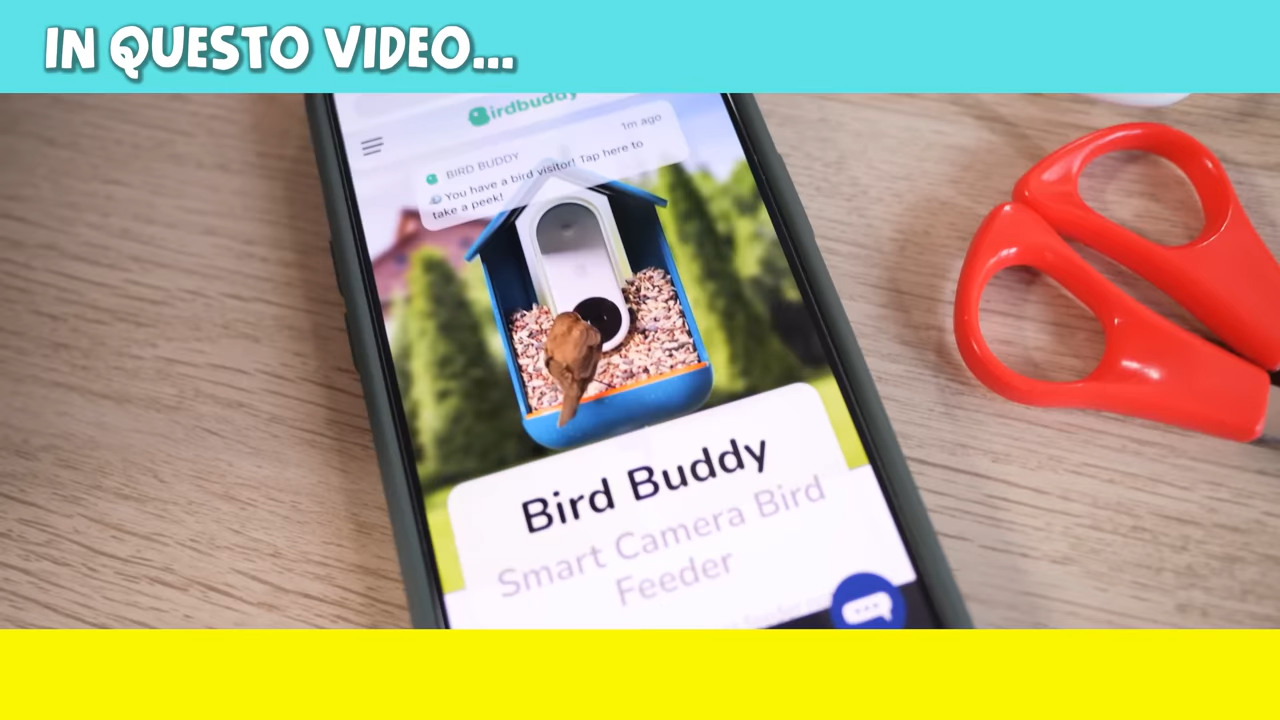 IN QUESTO VIDEO...
Birdbuddy
BIRD BUDDY
1m ago
You have a bird visitor! Tap here to
take a peek!
Bird Buddy
Smart Camera Bird
Feeder